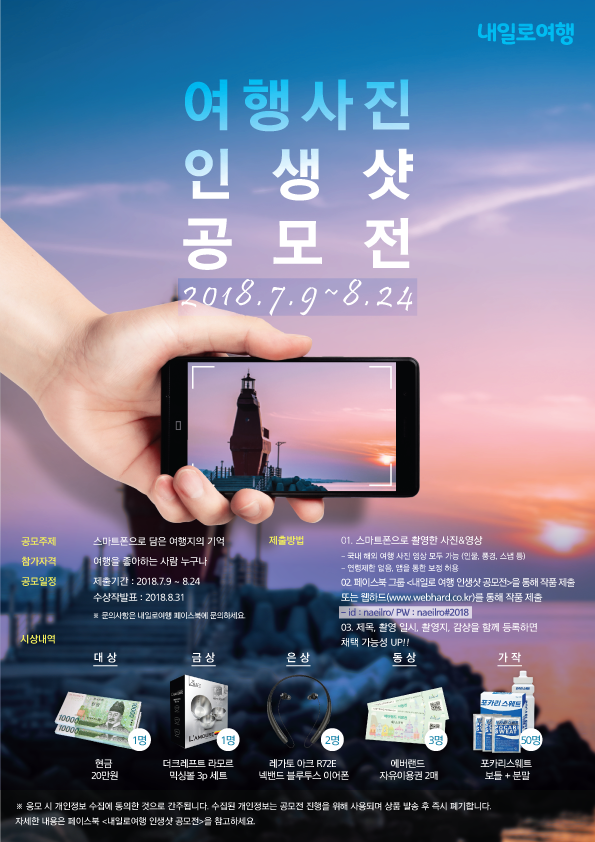 내일로여행
여행사진
인생샷
공모전
2018.7.9~8.24
공모주제 스마트폰으로 담은 여행지의 기억
참가자격 여행을 좋아하는 사람 누구나
공모일정 제출기간 : 2018.7.9 ~ 8.24
수상작발표 : 2018.8.31
※ 문의사항은 내일로여행 페이스북에 문의하세요.
제출방법 01. 스마트폰으로 촬영한 사진&영상
– 국내 해외 여행 사진 영상 모두 가능 (인물, 풍경, 스냅 등)
– 연령제한 없음, 앱을 통한 보정 허용
02. 페이스북 그룹 <내일로 여행 인생샷 공모전>을 통해 작품 제출
또는 웹하드(www.webhard.co.kr)를 통해 작품 제출
– id : naeilro/ PW : naeilro#2018
03. 제목, 촬영 일시, 촬영지, 감상을 함께 등록하면
채택 가능성 UP!!
시상내역
대상 금상 은상 동상 가작
10000
10000
L'AMOURE
포카리 스웨트
1명 1명 2명 3명 50명
현금
20만원
더크레프트 라모르
믹싱볼 3p 세트
레가토 아크 R72E
넥밴드 블루투스 이어폰
에버랜드
자유이용권 2매
포카리스웨트
보틀 + 분말
※ 응모 시 개인정보 수집에 동의한 것으로 간주됩니다. 수집된 개인정보는 공모전 진행을 위해 사용되며 상품 발송 후 즉시 폐기합니다.
자세한 내용은 페이스북 <내일로여행 인생샷 공모전>을 참고하세요.